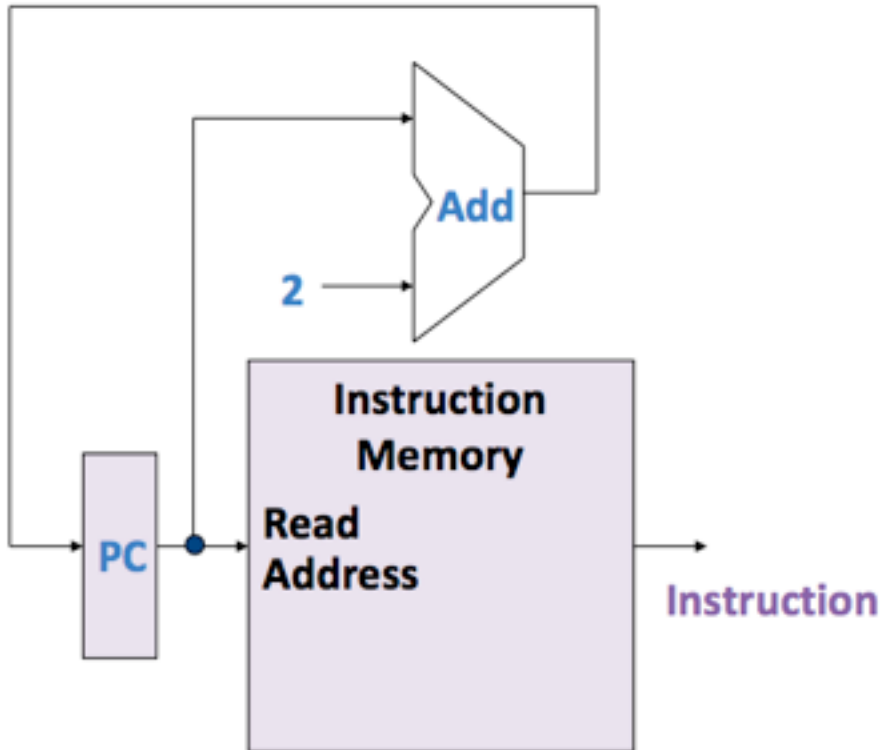 Add
2
Instruction
Memory
Read
Address
PC
Instruction